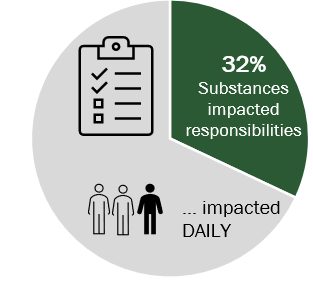 32%
Substances
impacted
responsibilities
... impacted
DAILY